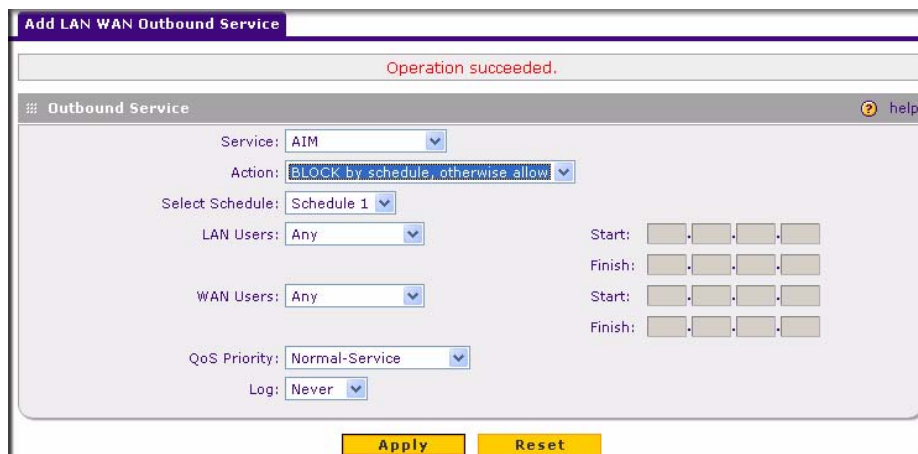 Add LAN WAN Outbound Service
Operation succeeded.
Outbound Service
help
Service: AIM
Action: BLOCK by schedule, otherwise allow
Select Schedule: Schedule 1
LAN Users: Any
Start:
Finish:
WAN Users: Any
Start:
Finish:
QoS Priority: Normal-Service
Log: Never
Apply Reset